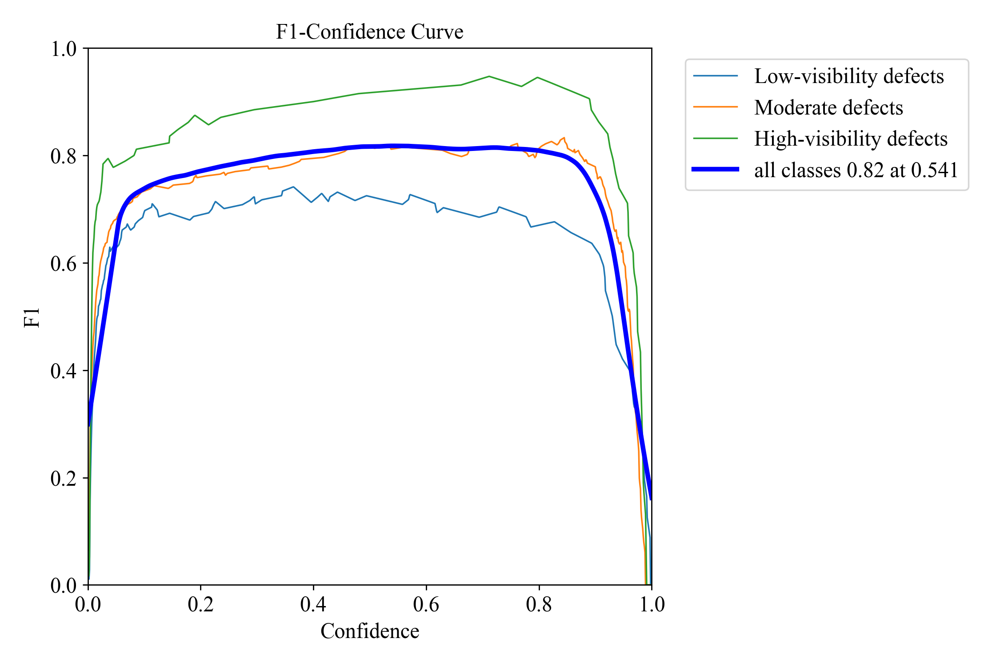 F1-Confidence Curve
1.0
0.8
0.6
0.4
0.2
0.0
F1
0.0 0.2 0.4 0.6 0.8 1.0
Confidence
Low-visibility defects
Moderate defects
High-visibility defects
all classes 0.82 at 0.541